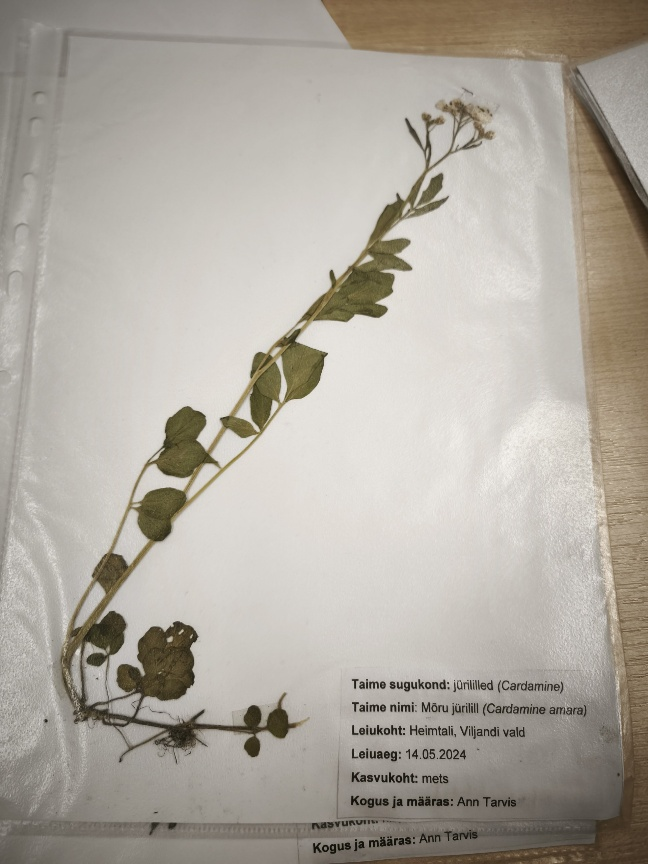 Taime sugukond: jürililled (Cardamine)
Taime nimi: Mõru jürilill (Cardamine amara)
Leiukoht: Heimtali, Viljandi vald
Leiuaeg: 14.05.2024
Kasvukoht: mets
Kogus ja määras: Ann Tarvis
Kasvukoht:
Kogus ja määras: Ann Tarvis